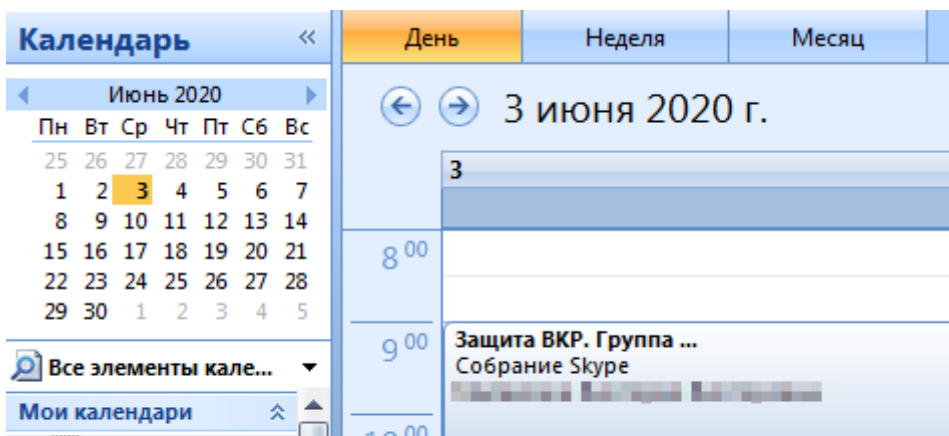 Календарь
Июнь 2020
Пн Вт Ср Чт Пт Сб Вс
25 26 27 28 29 30 31
1 2 3 4 5 6 7
8 9 10 11 12 13 14
15 16 17 18 19 20 21
22 23 24 25 26 27 28
29 30 1 2 3 4 5
Все элементы кале...
Мои календари
День Неделя Месяц
3 июня 2020 г.
3
8 00
9 00
Защита ВКР. Группа ...
Собрание Skype
10 00